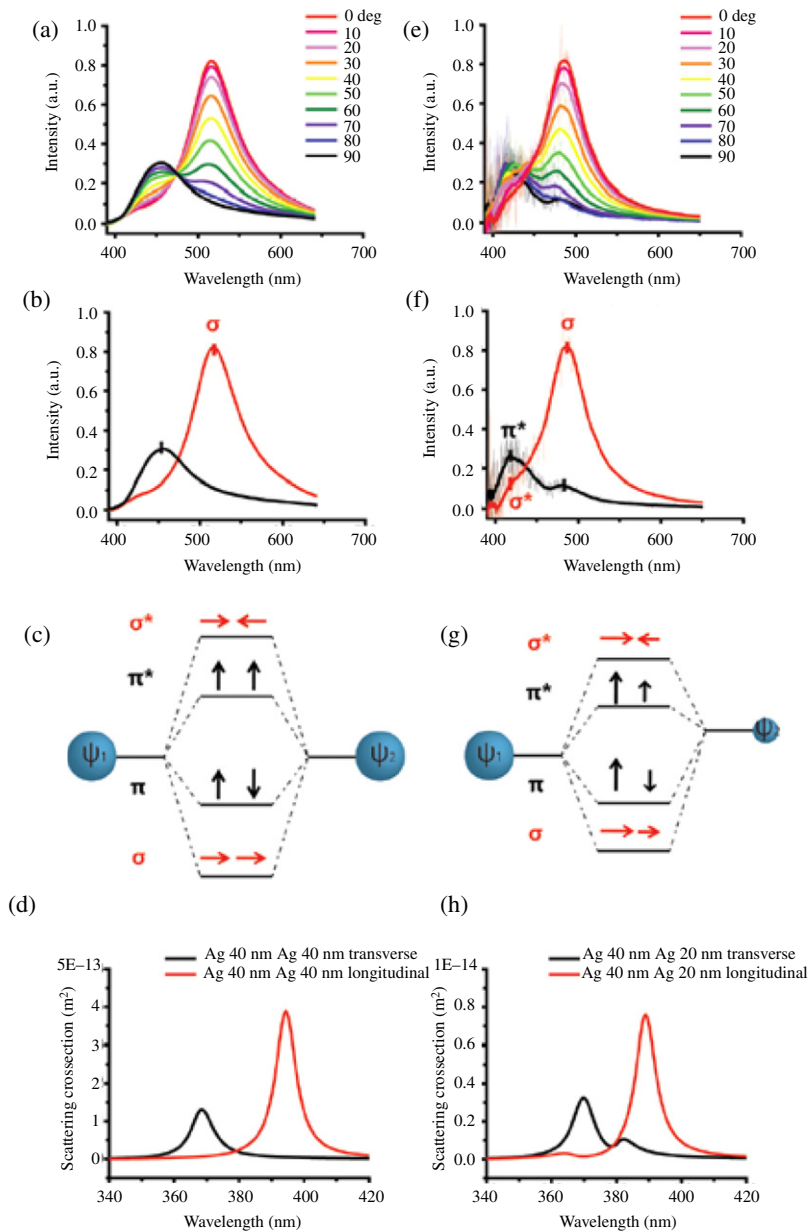 (a)
0 deg
10
20
30
40
50
60
70
80
90
1.0
0.8
0.6
0.4
0.2
0.0
Intensity (a.u.)
400 500 600 700
Wavelength (nm)
(e)
0 deg
10
20
30
40
50
60
70
80
90
1.0
0.8
0.6
0.4
0.2
0.0
Intensity (a.u.)
400 500 600 700
Wavelength (nm)
(b)
σ
1.0
0.8
0.6
0.4
0.2
0.0
Intensity (a.u.)
400 500 600 700
Wavelength (nm)
(f)
σ
π*
σ*
1.0
0.8
0.6
0.4
0.2
0.0
Intensity (a.u.)
400 500 600 700
Wavelength (nm)
(c)
σ*
π*
ψ1 ψ2
π
σ
(g)
σ*
π*
ψ1
π
σ
(d)
Ag 40 nm Ag 40 nm transverse
Ag 40 nm Ag 40 nm longitudinal
5E–13
4
3
2
1
0
Scattering crossection (m²)
340 360 380 400 420
Wavelength (nm)
(h)
Ag 40 nm Ag 20 nm transverse
Ag 40 nm Ag 20 nm longitudinal
1E–14
0.8
0.6
0.4
0.2
0.0
Scattering crossection (m²)
340 360 380 400 420
Wavelength (nm)